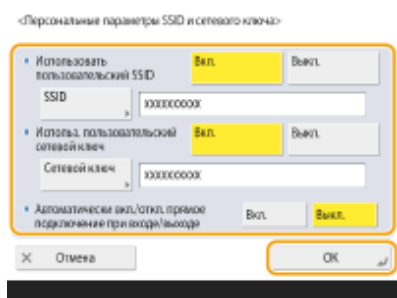 <Персональные параметры SSID и сетевого ключа>
Использовать
пользовательский SSID
Вкл.
Выкл.
SSID
xxxxxxxxxx
Использ. пользовательский
сетевой ключ
Вкл.
Выкл.
Сетевой ключ
xxxxxxxxxx
Автоматически вкл./откл. прямое
подключение при входе/выходе
Вкл.
Выкл.
Отмена
OK